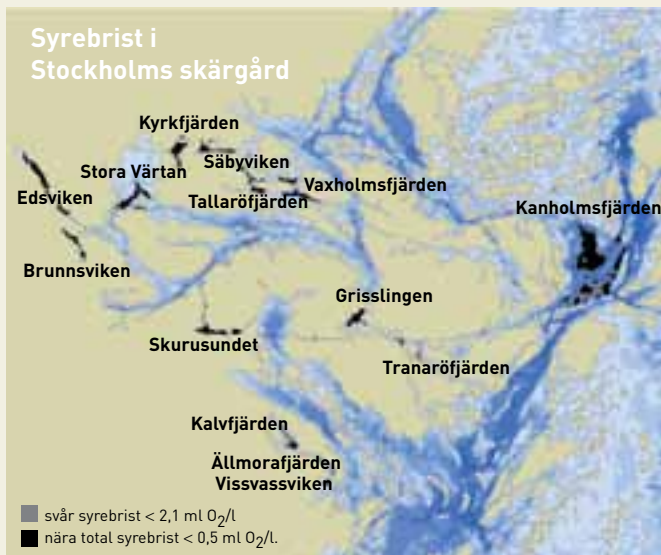 Syrebrist i
Stockholms skärgård
Kyrkfjärden
Säbyviken
Stora Värtan
Vaxholmsfjärden
Edsviken
Tallaröfjärden
Kanholmsfjärden
Brunnsviken
Grisslingen
Skurusundet
Tranaröfjärden
Kalvfjärden
Ällmorafjärden
Vissvassviken
svår syrebrist < 2,1 ml O₂/l
nära total syrebrist < 0,5 ml O₂/l.